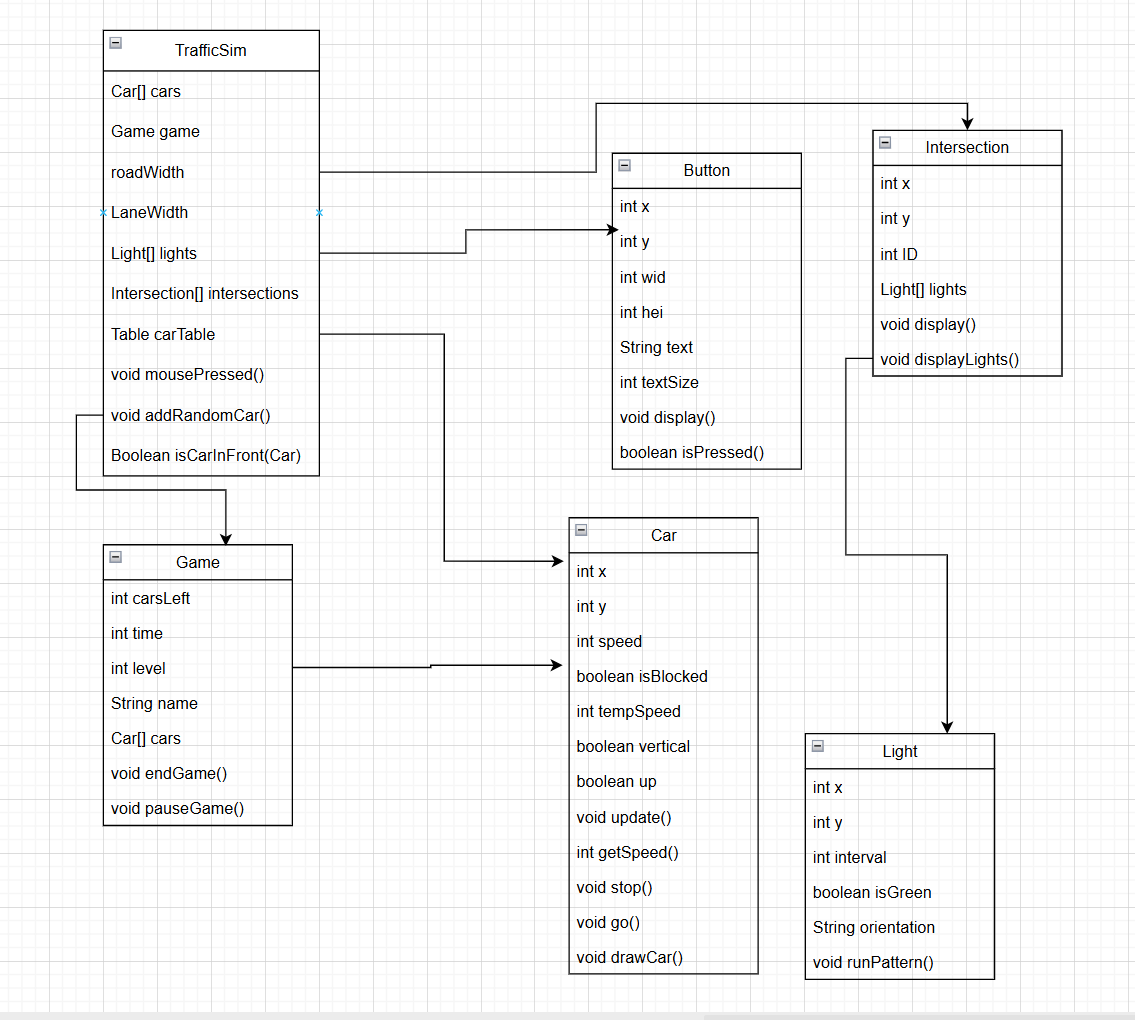 TrafficSim
Car[] cars
Game game
roadWidth
LaneWidth
Light[] lights
Intersection[] intersections
Table carTable
void mousePressed()
void addRandomCar()
Boolean isCarInFront(Car)
Button
int x
int y
int wid
int hei
String text
int textSize
void display()
boolean isPressed()
Intersection
int x
int y
int ID
Light[] lights
void display()
void displayLights()
Game
int carsLeft
int time
int level
String name
Car[] cars
void endGame()
void pauseGame()
Car
int x
int y
int speed
boolean isBlocked
int tempSpeed
boolean vertical
boolean up
void update()
int getSpeed()
void stop()
void go()
void drawCar()
Light
int x
int y
int interval
boolean isGreen
String orientation
void runPattern()